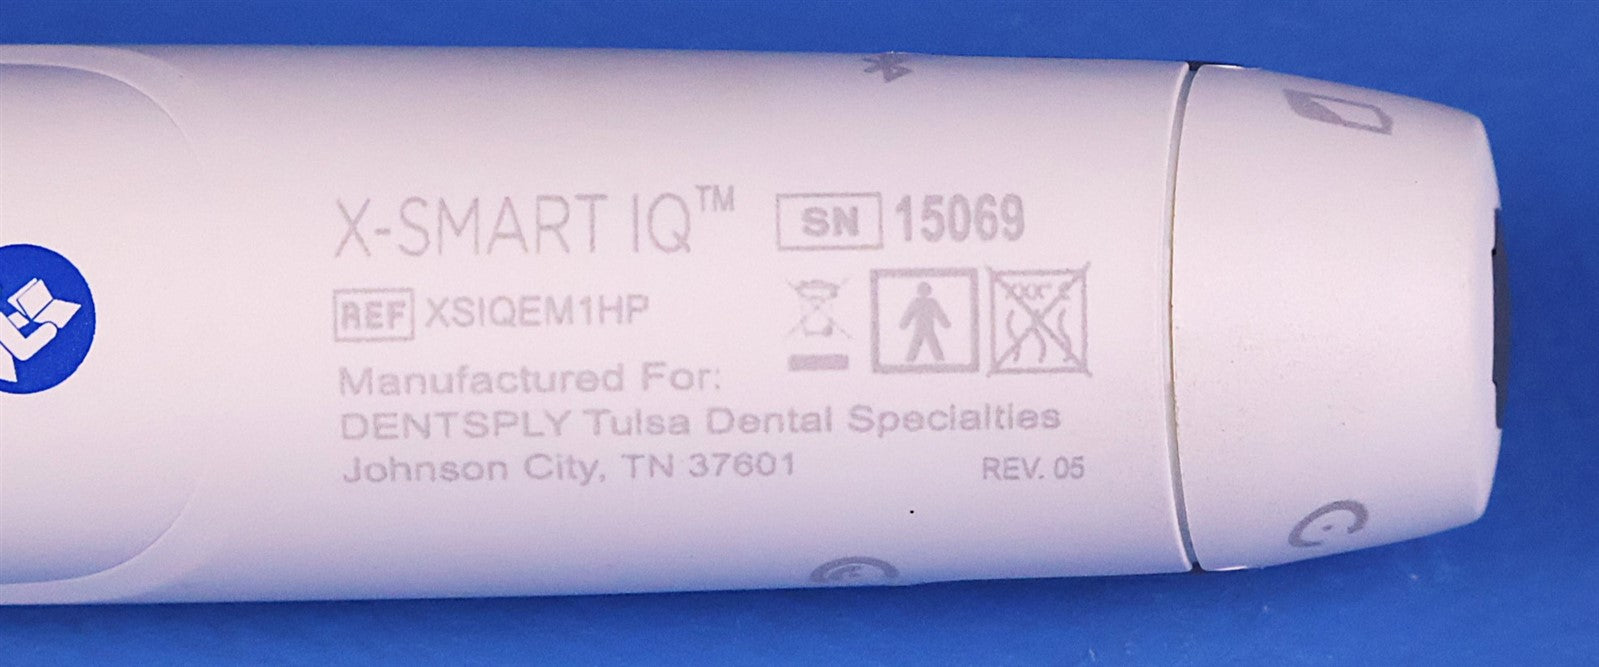 X-SMART IQ™ SN 15069
REF XSIQEM1HP
Manufactured For:
DENTSPLY Tulsa Dental Specialties
Johnson City, TN 37601 REV. 05